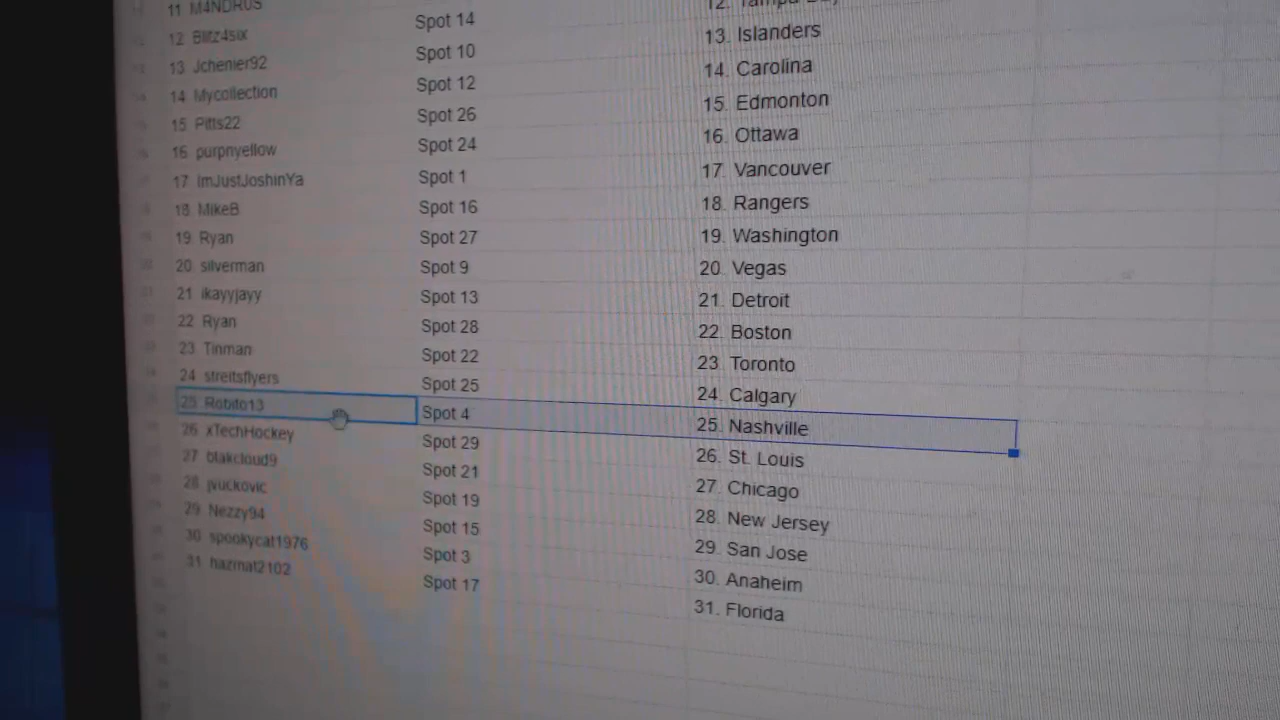 11 M4NDRUS
12 Blitz4six Spot 14 12. Tampa
13 Jchenier92 Spot 10 13. Islanders
14 Mycollection Spot 12 14. Carolina
15 Pitts22 Spot 26 15. Edmonton
16 purpnyellow Spot 24 16. Ottawa
17 ImJustJoshinYa Spot 1 17. Vancouver
18 MikeB Spot 16 18. Rangers
19 Ryan Spot 27 19. Washington
20 silverman Spot 9 20. Vegas
21 ikayyjayy Spot 13 21. Detroit
22 Ryan Spot 28 22. Boston
23 Tinman Spot 22 23. Toronto
24 streitsflyers Spot 25 24. Calgary
25 Robito13 Spot 4 25. Nashville
26 xTechHockey Spot 29 26. St. Louis
27 blakcloud9 Spot 21 27. Chicago
28 jvuckovic Spot 19 28. New Jersey
29 Nezzy94 Spot 15 29. San Jose
30 spookycat1976 Spot 3 30. Anaheim
31 hazmat2102 Spot 17 31. Florida